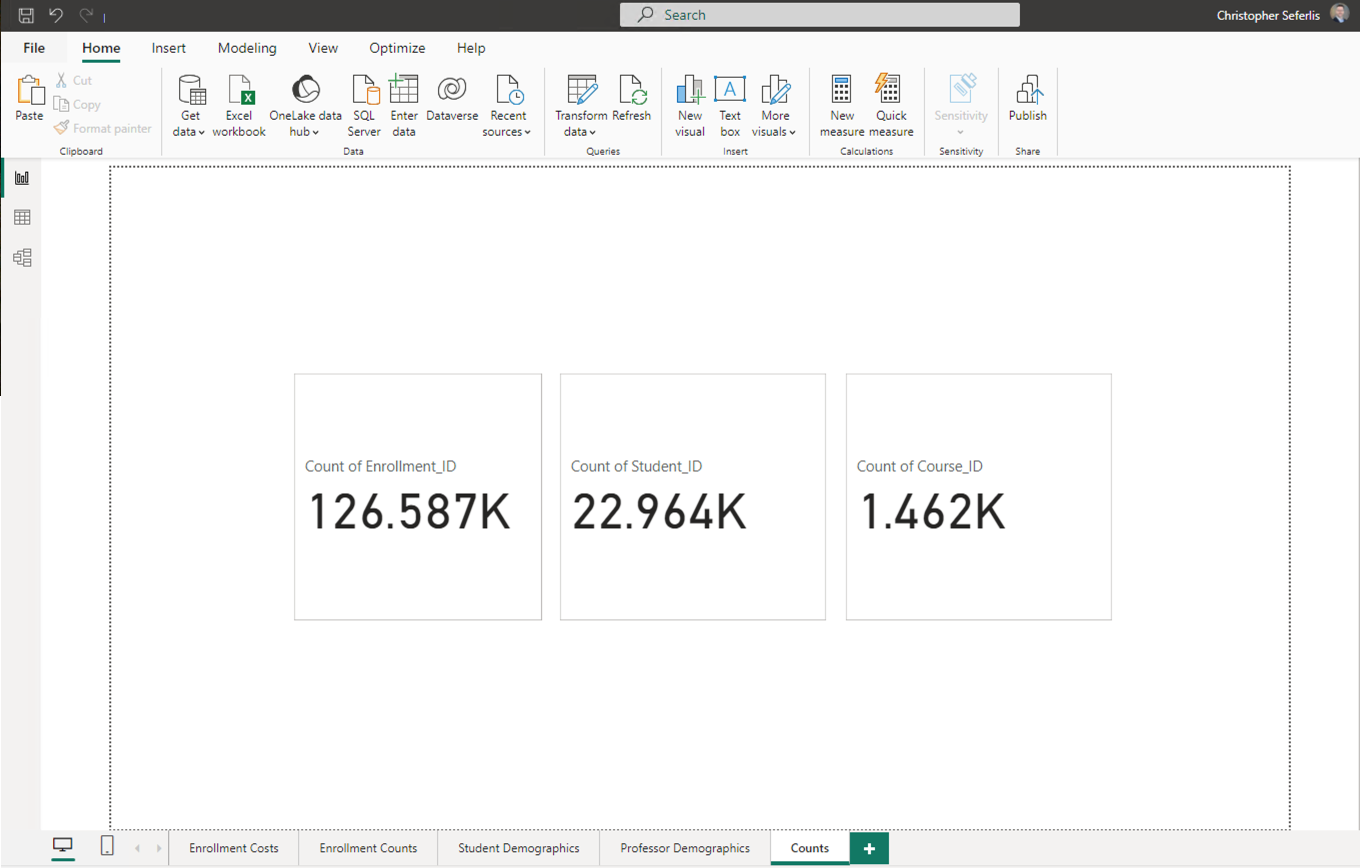 Search
Christopher Seferlis
File Home Insert Modeling View Optimize Help
Paste
Cut
Copy
Format painter
Clipboard
Get data
Excel workbook
OneLake data hub
SQL Server
Enter data
Dataverse
Recent sources
Data
Transform data
Refresh
Queries
New visual
A
Text box
More visuals
Insert
New measure
Quick measure
Calculations
Sensitivity
Sensitivity
Publish
Share
Count of Enrollment_ID
126.587K
Count of Student_ID
22.964K
Count of Course_ID
1.462K
Enrollment Costs
Enrollment Counts
Student Demographics
Professor Demographics
Counts
+